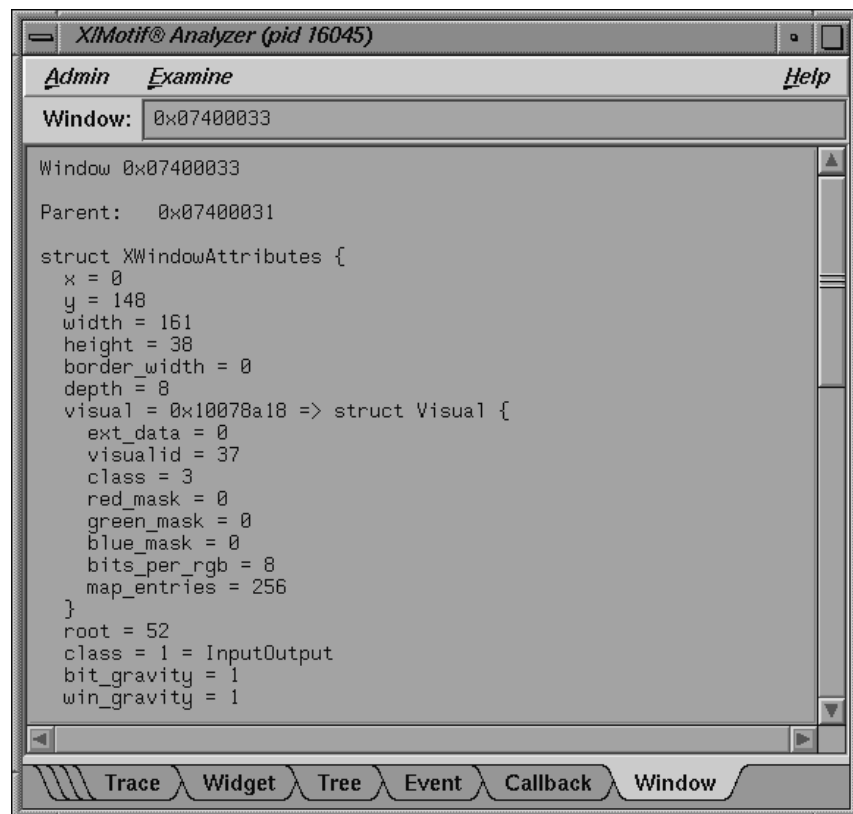 X/Motif® Analyzer (pid 16045)
Admin Examine Help
Window: 0x07400033
Window 0x07400033
Parent: 0x07400031
struct XWindowAttributes {
x = 0
y = 148
width = 161
height = 38
border_width = 0
depth = 8
visual = 0x10078a18 => struct Visual {
ext_data = 0
visualid = 37
class = 3
red_mask = 0
green_mask = 0
blue_mask = 0
bits_per_rgb = 8
map_entries = 256
}
root = 52
class = 1 = InputOutput
bit_gravity = 1
win_gravity = 1
Trace Widget Tree Event Callback Window